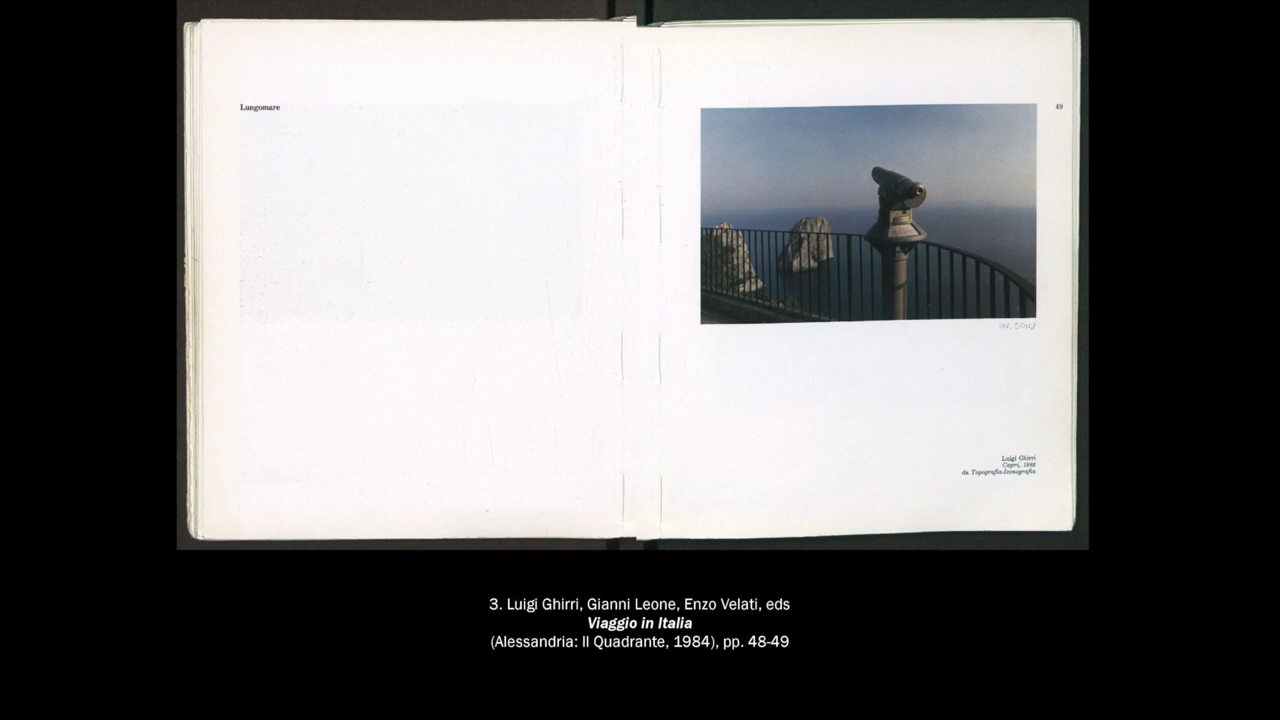 Lungomare
49
Luigi Ghirri
Capri, 1982
da Topografia-Iconografia
3. Luigi Ghirri, Gianni Leone, Enzo Velati, eds
Viaggio in Italia
(Alessandria: Il Quadrante, 1984), pp. 48-49